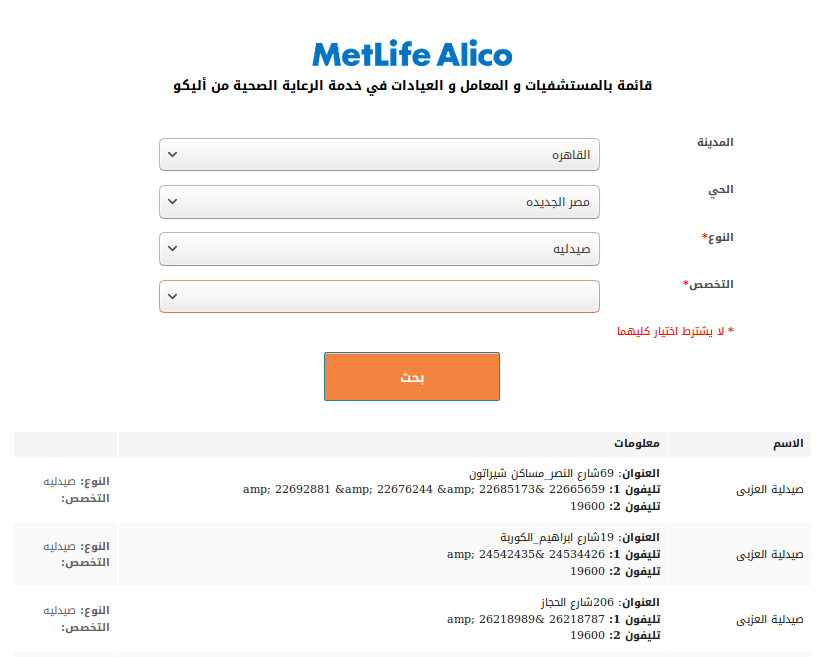 MetLife Alico
قائمة بالمستشفيات و المعامل و العيادات في خدمة الرعاية الصحية من أليكو
المدينة
القاهره
الحي
مصر الجديده
النوع*
صيدليه
التخصص*
* لا يشترط اختيار كليهما
بحث
الاسم معلومات
صيدلية العزبى
العنوان: 69شارع النصر_مساكن شيراتون
تليفون 1: 22665659 &amp; 22685173 &amp; 22676244 &amp; 22692881
تليفون 2: 19600
النوع: صيدليه
التخصص:
صيدلية العزبى
العنوان: 19شارع ابراهيم_الكوربة
تليفون 1: 24534426 &amp; 24542435
تليفون 2: 19600
النوع: صيدليه
التخصص:
صيدلية العزبى
العنوان: 206شارع الحجاز
تليفون 1: 26218787 &amp; 26218989
تليفون 2: 19600
النوع: صيدليه
التخصص: